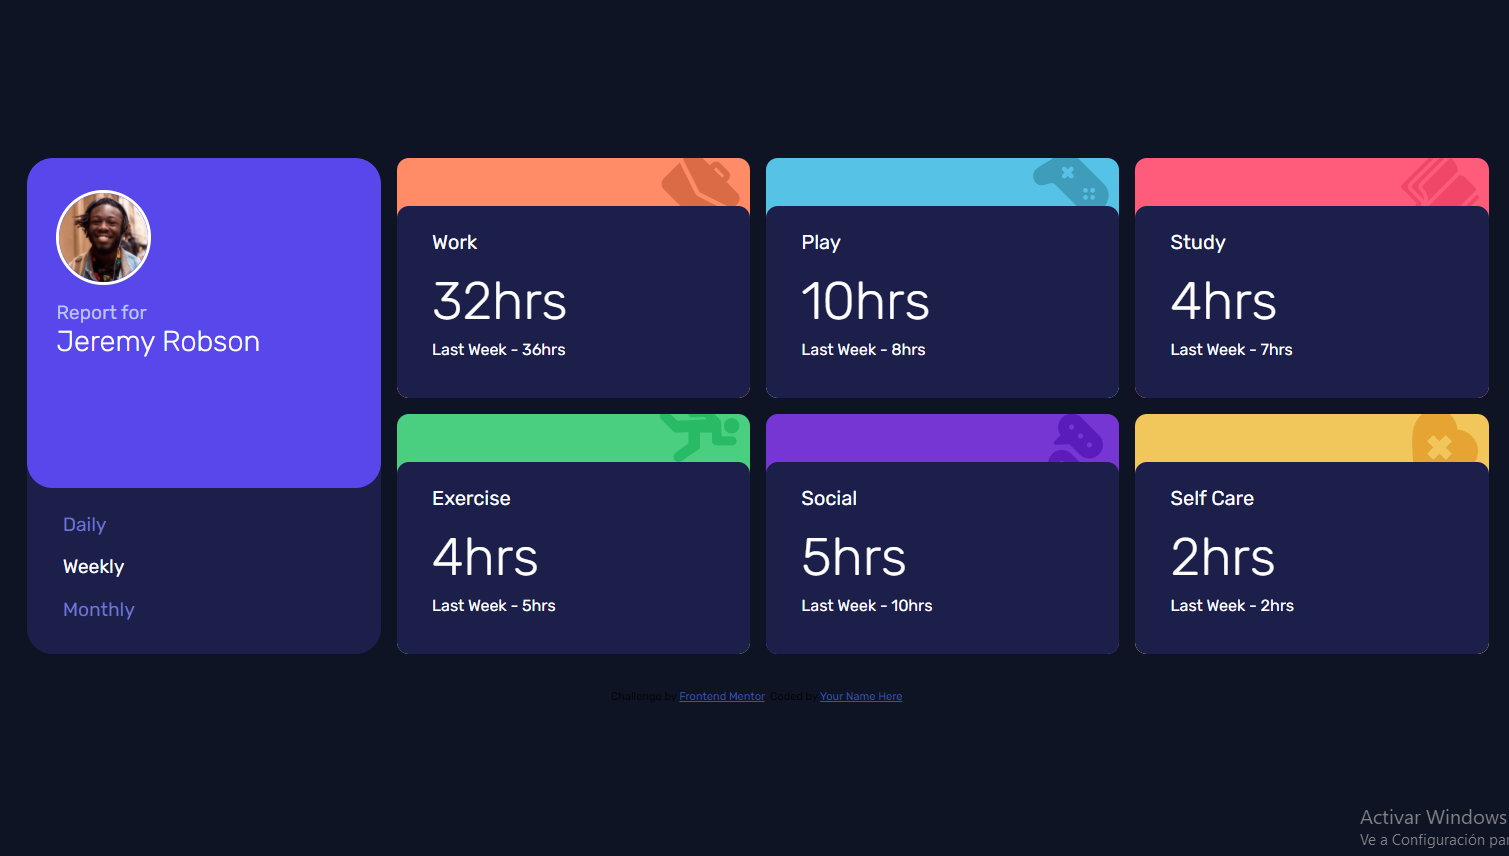 Report for
Jeremy Robson
Daily
Weekly
Monthly
Work
32hrs
Last Week - 36hrs
Play
10hrs
Last Week - 8hrs
Study
4hrs
Last Week - 7hrs
Exercise
4hrs
Last Week - 5hrs
Social
5hrs
Last Week - 10hrs
Self Care
2hrs
Last Week - 2hrs
Challenge by Frontend Mentor. Coded by Your Name Here
Activar Windows
Ve a Configuración par